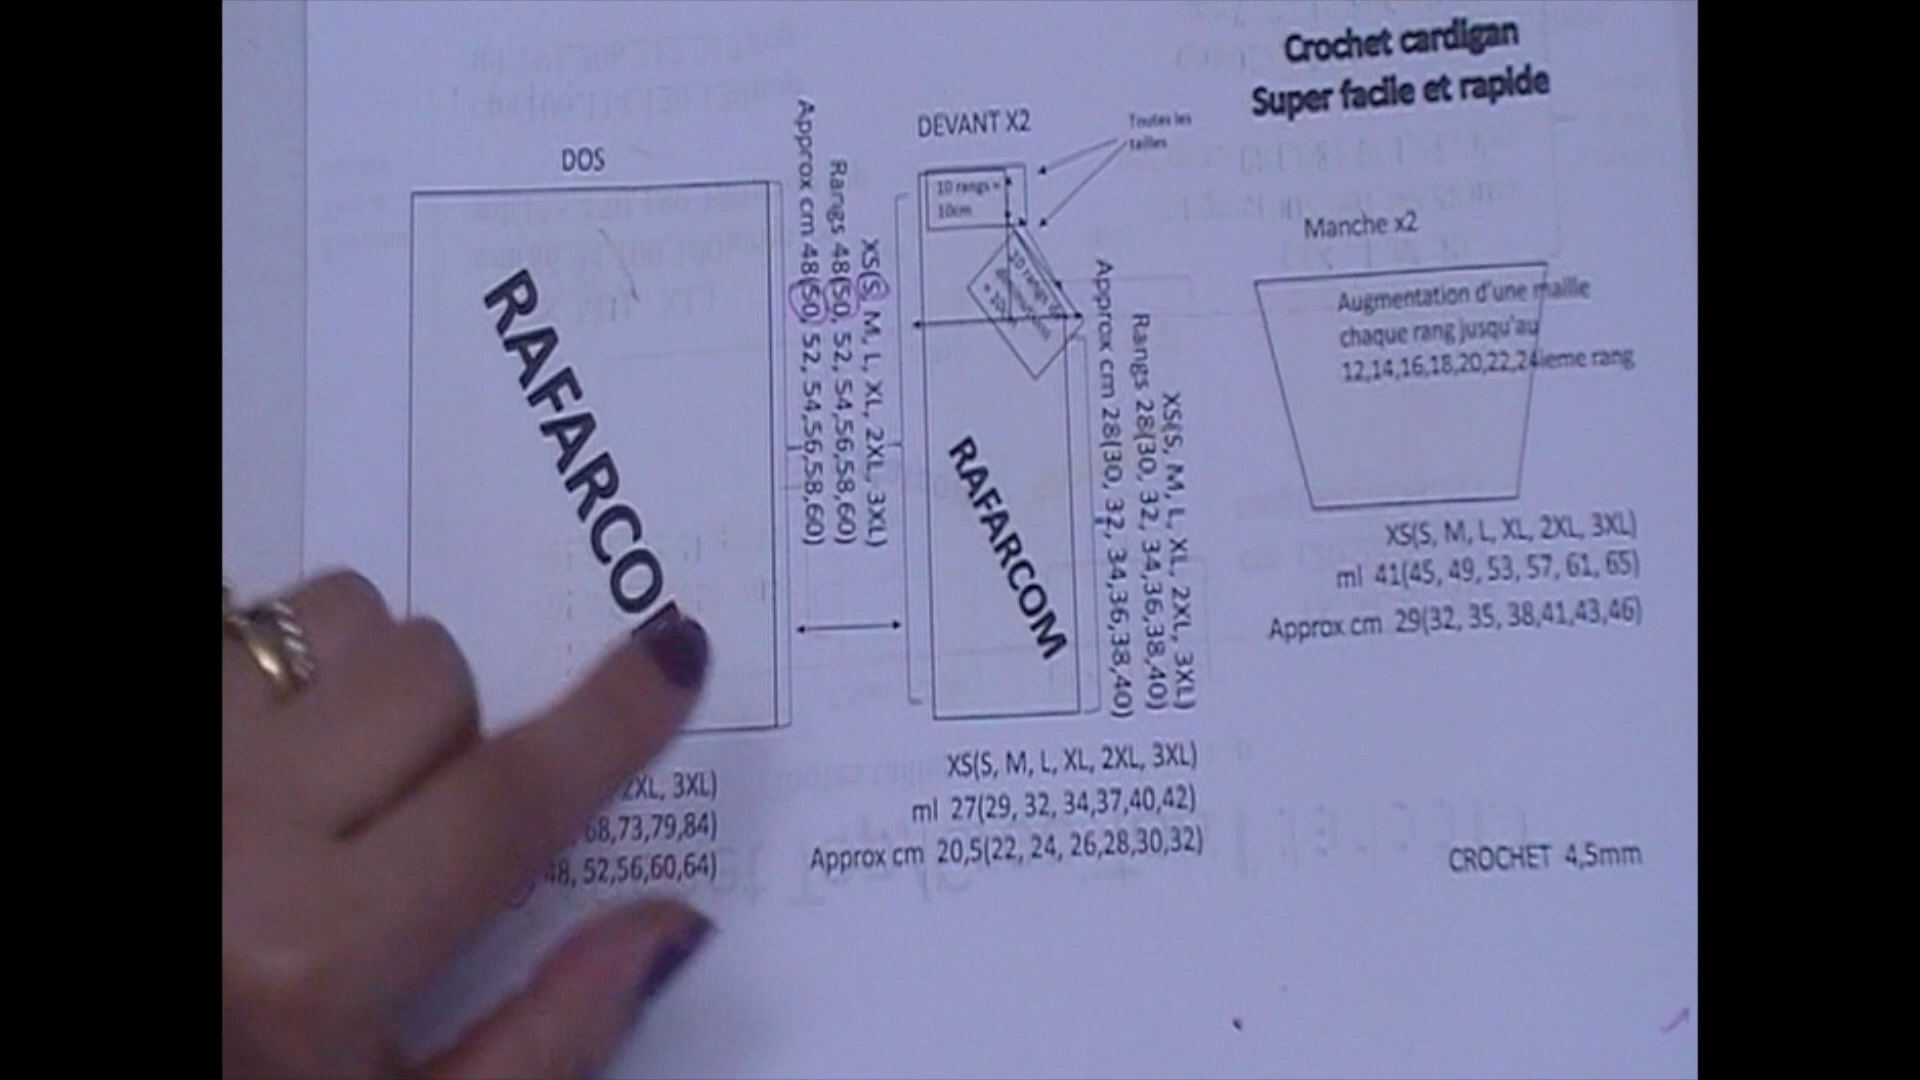 Crochet cardigan
Super facile et rapide
DOS
RAFARCO
Approx cm 48(50, 52, 54,56,58,60)
Rangs 48(50, 52, 54,56,58,60)
XS(S, M, L, XL, 2XL, 3XL)
2XL, 3XL)
68,73,79,84)
48, 52,56,60,64)
DEVANT X2
Toutes les
tailles
10 rangs =
10cm
10 rangs de
diminution
= 10cm
RAFARCOM
Approx cm 28(30, 32, 34,36,38,40)
Rangs 28(30, 32, 34,36,38,40)
XS(S, M, L, XL, 2XL, 3XL)
XS(S, M, L, XL, 2XL, 3XL)
ml 27(29, 32, 34,37,40,42)
Approx cm 20,5(22, 24, 26,28,30,32)
Manche x2
Augmentation d'une maille
chaque rang jusqu'au
12,14,16,18,20,22,24ieme rang
XS(S, M, L, XL, 2XL, 3XL)
ml 41(45, 49, 53, 57, 61, 65)
Approx cm 29(32, 35, 38,41,43,46)
CROCHET 4,5mm